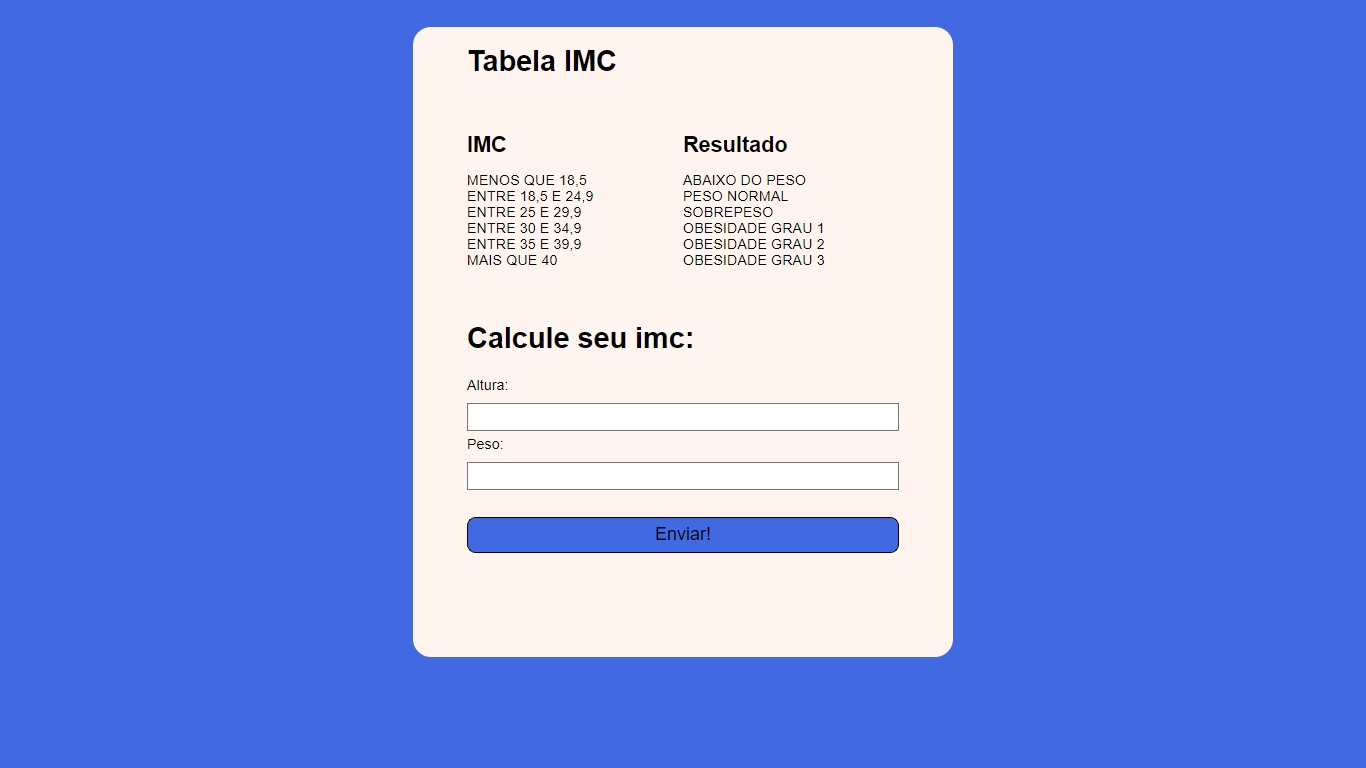 Tabela IMC
IMC Resultado
MENOS QUE 18,5 ABAIXO DO PESO
ENTRE 18,5 E 24,9 PESO NORMAL
ENTRE 25 E 29,9 SOBREPESO
ENTRE 30 E 34,9 OBESIDADE GRAU 1
ENTRE 35 E 39,9 OBESIDADE GRAU 2
MAIS QUE 40 OBESIDADE GRAU 3
Calcule seu imc:
Altura:
Peso:
Enviar!